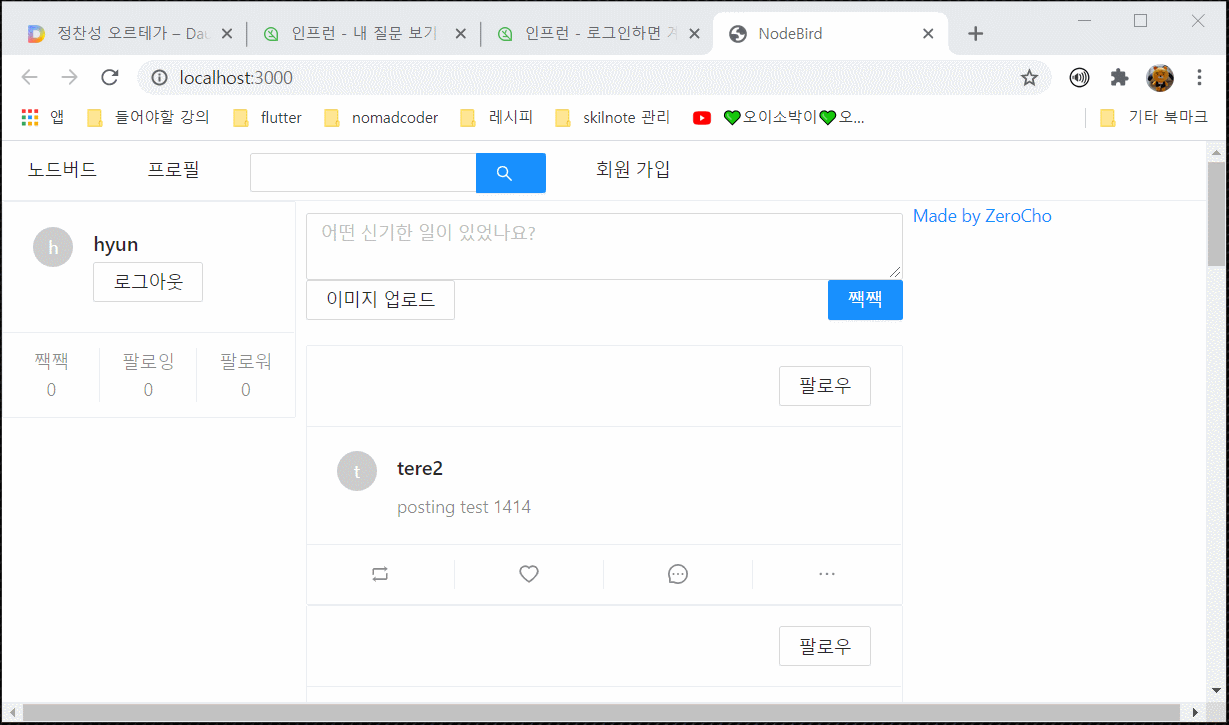 정찬성 오르테가 – Dau
인프런 - 내 질문 보기
인프런 - 로그인하면
NodeBird
localhost:3000
앱
들어야할 강의
flutter
nomadcoder
레시피
skilnote 관리
💚오이소박이💚오...
기타 북마크
노드버드
프로필
회원 가입
h
hyun
로그아웃
짹짹
팔로잉
팔로워
0
0
0
어떤 신기한 일이 있었나요?
이미지 업로드
짹짹
Made by ZeroCho
팔로우
t
tere2
posting test 1414
팔로우